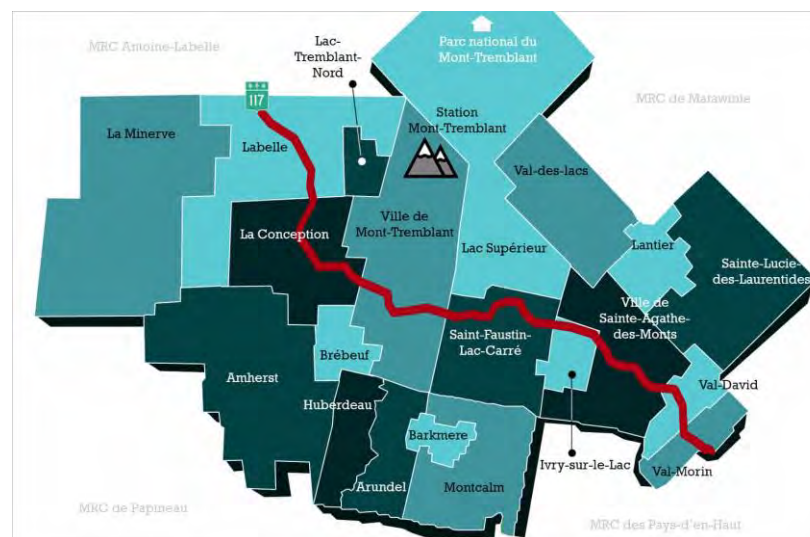 MRC Antoine-Labelle
Lac-
Tremblant-
Nord
Parc national du
Mont-Tremblant
MRC de Matawinie
117
La Minerve
Labelle
Station
Mont-Tremblant
Val-des-lacs
La Conception
Ville de
Mont-Tremblant
Lac Supérieur
Lantier
Sainte-Lucie-
des-Laurentides
Ville de
Sainte-Agathe-
des-Monts
Saint-Faustin-
Lac-Carré
Brébeuf
Amherst
Huberdeau
Val-David
Barkmere
Ivry-sur-le-Lac
Val-Morin
Arundel
Montcalm
MRC de Papineau
MRC des Pays-d'en-Haut